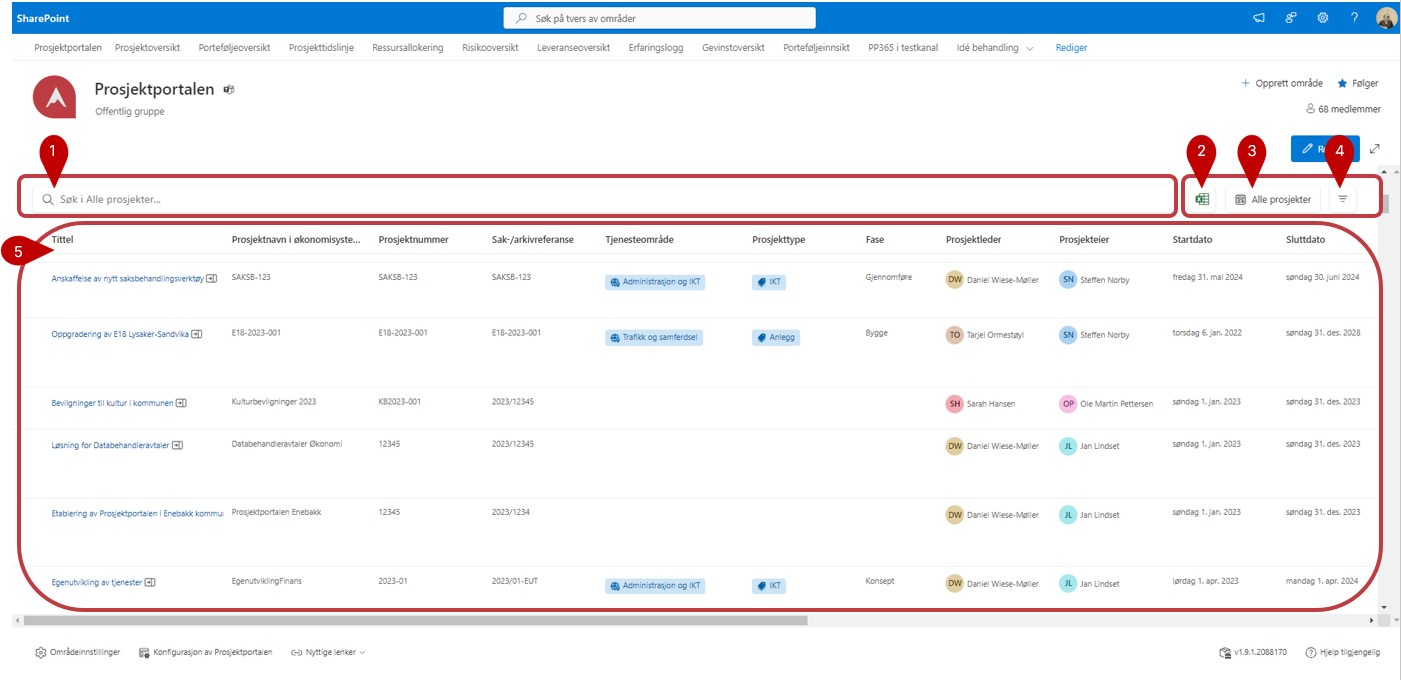 SharePoint
Søk på tvers av områder
Prosjektportalen Prosjektoversikt Porteføljeoversikt Prosjekttidslinje Ressursallokering Risikooversikt Leveranseoversikt Erfaringslogg Gevinstoversikt Porteføljeinnsikt PP365 i testkanal Idé behandling Rediger
Prosjektportalen
Offentlig gruppe
Opprett område Følger
68 medlemmer
1 2 3 4
Søk i Alle prosjekter...
Alle prosjekter
5
Tittel Prosjektnavn i økonomisyste... Prosjektnummer Sak-/arkivreferanse Tjenesteområde Prosjekttype Fase Prosjektleder Prosjekteier Startdato Sluttdato
Anskaffelse av nytt saksbehandlingsverktøy SAKSB-123 SAKSB-123 SAKSB-123 Administrasjon og IKT IKT Gjennomføre DW Daniel Wiese-Møller SN Steffen Norby fredag 31. mai 2024 søndag 30. juni 2024
Oppgradering av E18 Lysaker-Sandvika E18-2023-001 E18-2023-001 E18-2023-001 Trafikk og samferdsel Anlegg Bygge TO Tarjei Ormestøyl SN Steffen Norby torsdag 6. jan. 2022 søndag 31. des. 2028
Bevilgninger til kultur i kommunen Kulturbevilgninger 2023 KB2023-001 2023/12345 SH Sarah Hansen OP Ole Martin Pettersen søndag 1. jan. 2023 søndag 31. des. 2023
Løsning for Databehandleravtaler Databehandleravtaler Økonomi 12345 2023/12345 DW Daniel Wiese-Møller JL Jan Lindset søndag 1. jan. 2023 søndag 31. des. 2023
Etablering av Prosjektportalen i Enebakk kommu Prosjektportalen Enebakk 12345 2023/1234 DW Daniel Wiese-Møller JL Jan Lindset søndag 1. jan. 2023 søndag 31. des. 2023
Egenutvikling av tjenester EgenutviklingFinans 2023-01 2023/01-EUT Administrasjon og IKT IKT Konsept DW Daniel Wiese-Møller JL Jan Lindset lørdag 1. apr. 2023 mandag 1. apr. 2024
Områdeinnstillinger Konfigurasjon av Prosjektportalen Nyttige lenker v1.9.1.2088170 Hjelp tilgjengelig